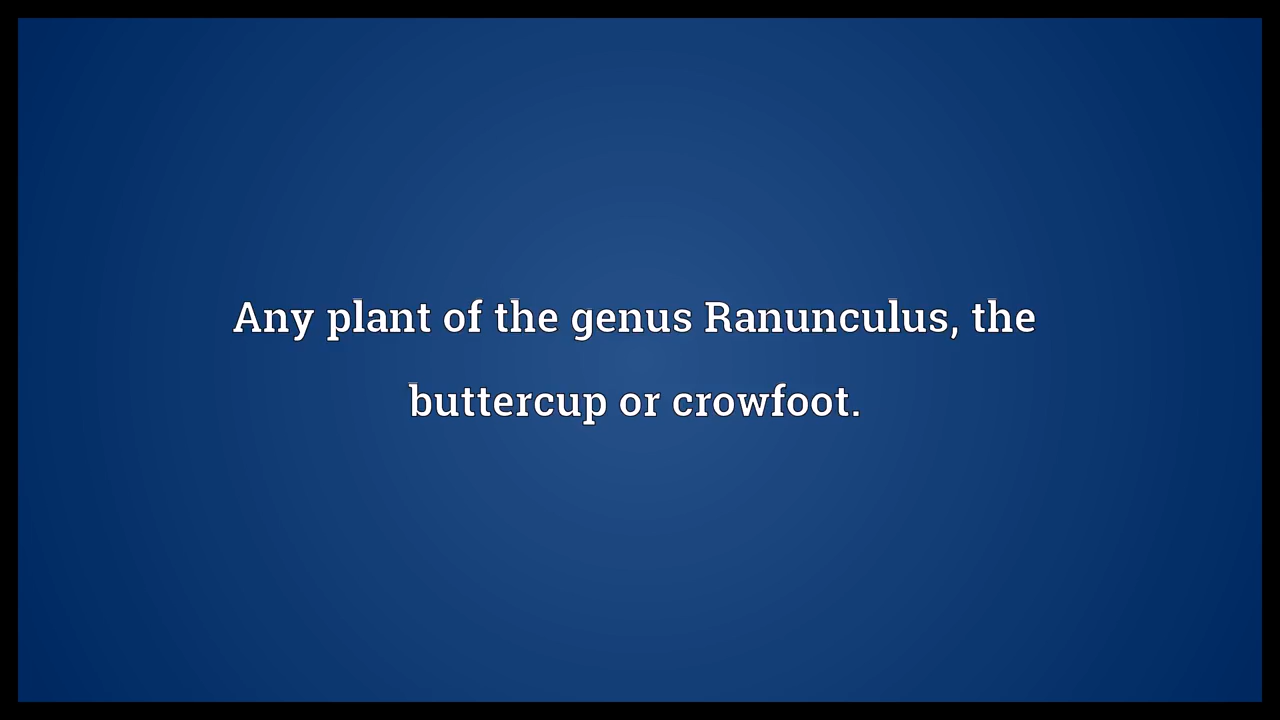 Any plant of the genus Ranunculus, the
buttercup or crowfoot.